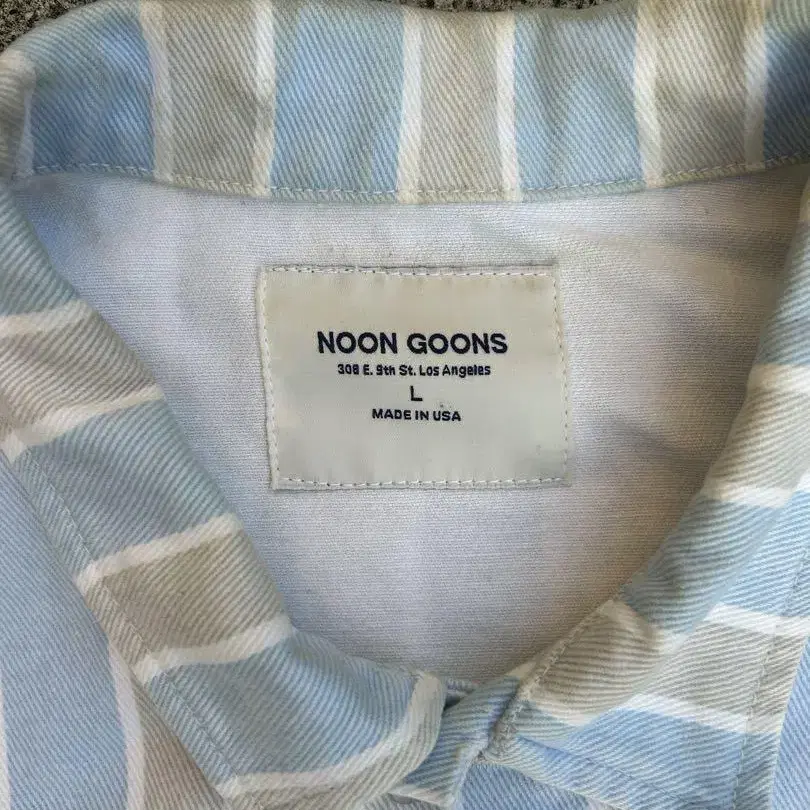 NOON GOONS
308 E. 9th St. Los Angeles
L
MADE IN USA